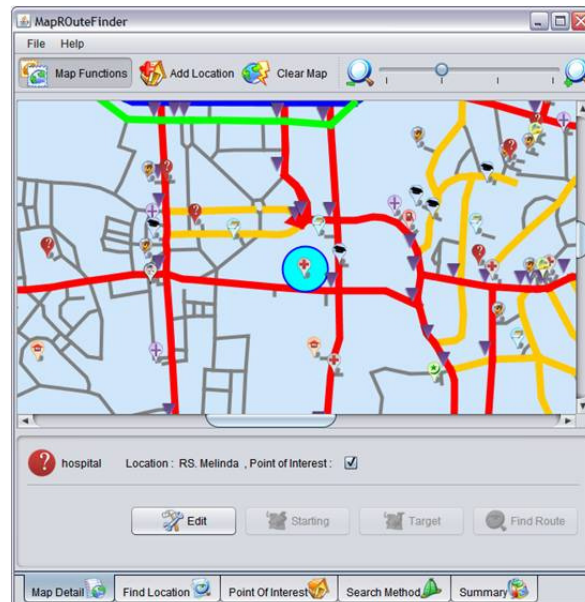 MapROuteFinder
File Help
Map Functions Add Location Clear Map
hospital Location : RS. Melinda , Point of Interest :
Edit Starting Target Find Route
Map Detail Find Location Point Of Interest Search Method Summary